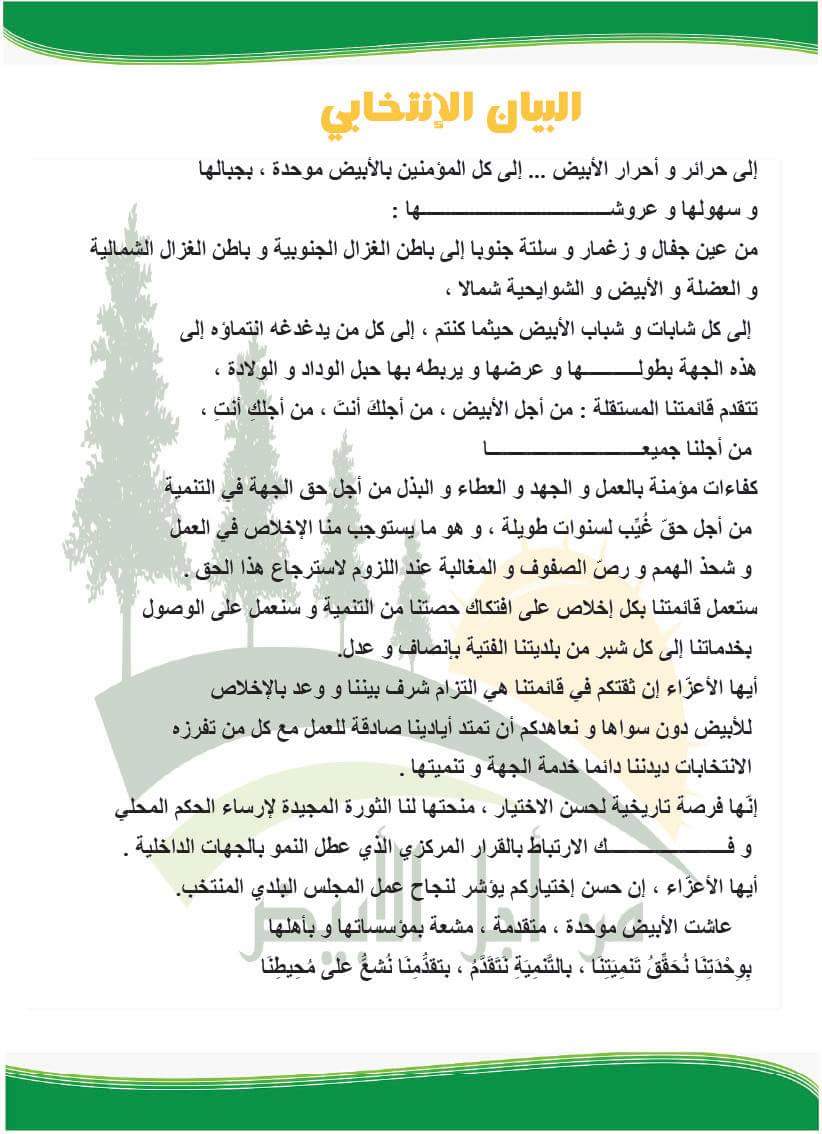 البيان الإنتخابي
إلى حرائر و أحرار الأبيض ... إلى كل المؤمنين بالأبيض موحدة ، بجبالها
و سهولها و عروشـــــــــــــــــــــــــــــــــها :
من عين جفال و زغمار و سلتة جنوبا إلى باطن الغزال الجنوبية و باطن الغزال الشمالية
و العضلة و الأبيض و الشوايحية شمالا ،
إلى كل شابات و شباب الأبيض حيثما كنتم ، إلى كل من يدغدغه انتماؤه إلى
هذه الجهة بطولــــــــــها و عرضها و يربطه بها حبل الوداد و الولادة ،
تتقدم قائمتنا المستقلة : من أجل الأبيض ، من أجلكَ أنتَ ، من أجلكِ أنتِ ،
من أجلنا جميعـــــــــــــــــــــــــــا
كفاءات مؤمنة بالعمل و الجهد و العطاء و البذل من أجل حق الجهة في التنمية
من أجل حقّ غُيِّب لسنوات طويلة ، و هو ما يستوجب منا الإخلاص في العمل
و شحذ الهمم و رصّ الصفوف و المغالبة عند اللزوم لاسترجاع هذا الحق .
ستعمل قائمتنا بكل إخلاص على افتكاك حصتنا من التنمية و سنعمل على الوصول
بخدماتنا إلى كل شبر من بلديتنا الفتية بإنصاف و عدل.
أيها الأعزّاء إن ثقتكم في قائمتنا هي التزام شرف بيننا و وعد بالإخلاص
للأبيض دون سواها و نعاهدكم أن تمتد أيادينا صادقة للعمل مع كل من تفرزه
الانتخابات ديدننا دائما خدمة الجهة و تنميتها .
إنّها فرصة تاريخية لحسن الاختيار ، منحتها لنا الثورة المجيدة لإرساء الحكم المحلي
و فـــــــــــــــــــــك الارتباط بالقرار المركزي الذي عطل النمو بالجهات الداخلية .
أيها الأعزّاء ، إن حسن إختياركم يؤشر لنجاح عمل المجلس البلدي المنتخب.
عاشت الأبيض موحدة ، متقدمة ، مشعة بمؤسساتها و بأهلها
بِوِحْدَتِنَا نُحَقِّقُ تَنمِيَتِنَا ، بالتَّنمِيَةِ نَتَقَدَّمُ ، بتقدُّمِنَا نُشعُّ على مُحِيطِنَا
من أجل الأبيض